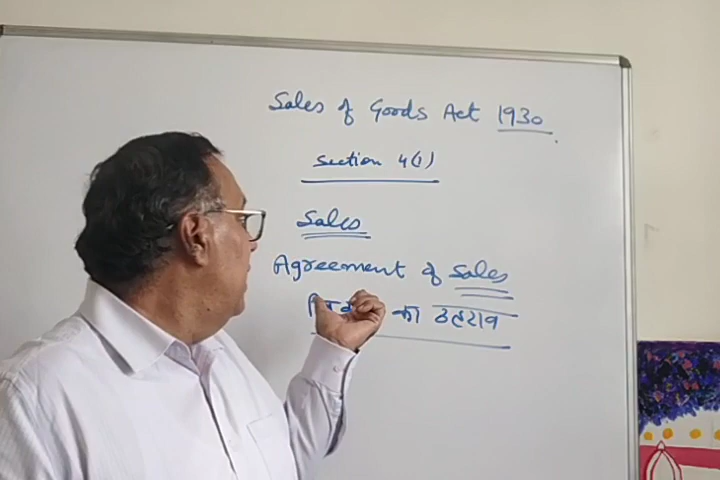 Sales of Goods Act 1930
Section 4(1)
Sales
Agreement of Sales
का ठहराव